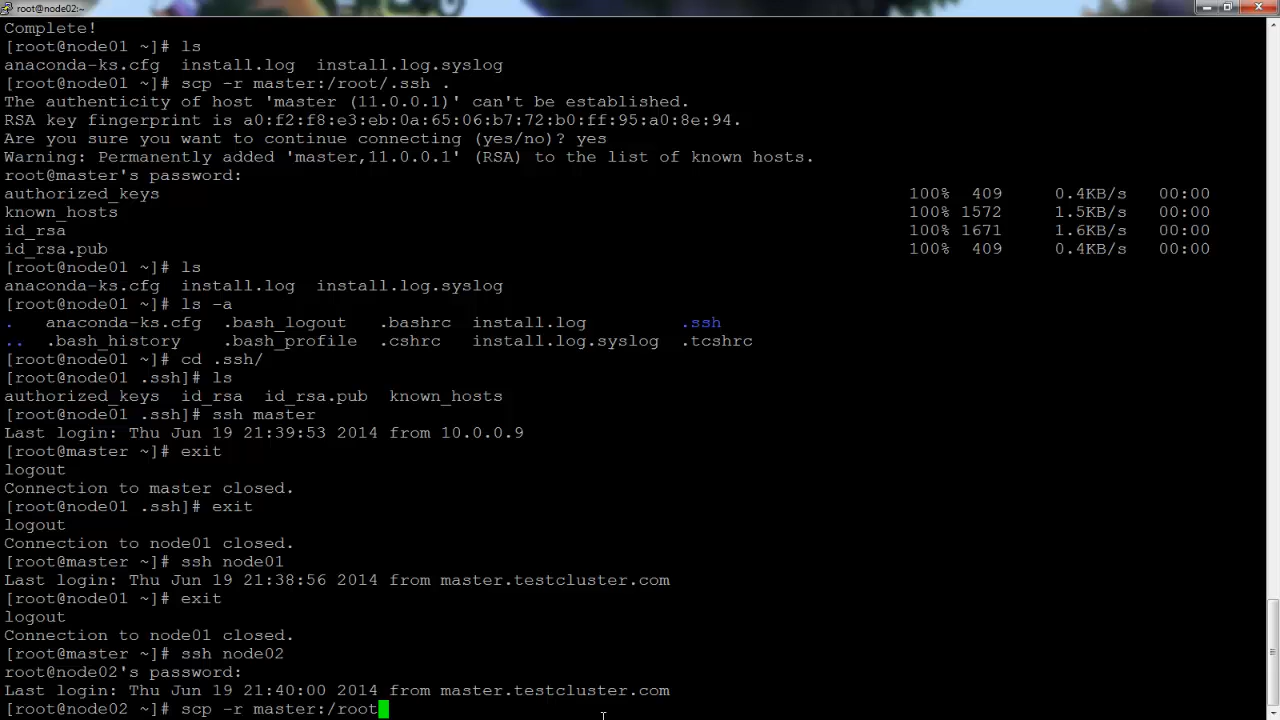 root@node02:~
Complete!
[root@node01 ~]# ls
anaconda-ks.cfg  install.log  install.log.syslog
[root@node01 ~]# scp -r master:/root/.ssh .
The authenticity of host 'master (11.0.0.1)' can't be established.
RSA key fingerprint is a0:f2:f8:e3:eb:0a:65:06:b7:72:b0:ff:95:a0:8e:94.
Are you sure you want to continue connecting (yes/no)? yes
Warning: Permanently added 'master,11.0.0.1' (RSA) to the list of known hosts.
root@master's password:
authorized_keys 100% 409 0.4KB/s 00:00
known_hosts 100% 1572 1.5KB/s 00:00
id_rsa 100% 1671 1.6KB/s 00:00
id_rsa.pub 100% 409 0.4KB/s 00:00
[root@node01 ~]# ls
anaconda-ks.cfg  install.log  install.log.syslog
[root@node01 ~]# ls -a
.   anaconda-ks.cfg  .bash_logout   .bashrc  install.log         .ssh
..  .bash_history    .bash_profile  .cshrc   install.log.syslog  .tcshrc
[root@node01 ~]# cd .ssh/
[root@node01 .ssh]# ls
authorized_keys  id_rsa  id_rsa.pub  known_hosts
[root@node01 .ssh]# ssh master
Last login: Thu Jun 19 21:39:53 2014 from 10.0.0.9
[root@master ~]# exit
logout
Connection to master closed.
[root@node01 .ssh]# exit
logout
Connection to node01 closed.
[root@master ~]# ssh node01
Last login: Thu Jun 19 21:38:56 2014 from master.testcluster.com
[root@node01 ~]# exit
logout
Connection to node01 closed.
[root@master ~]# ssh node02
root@node02's password:
Last login: Thu Jun 19 21:40:00 2014 from master.testcluster.com
[root@node02 ~]# scp -r master:/root